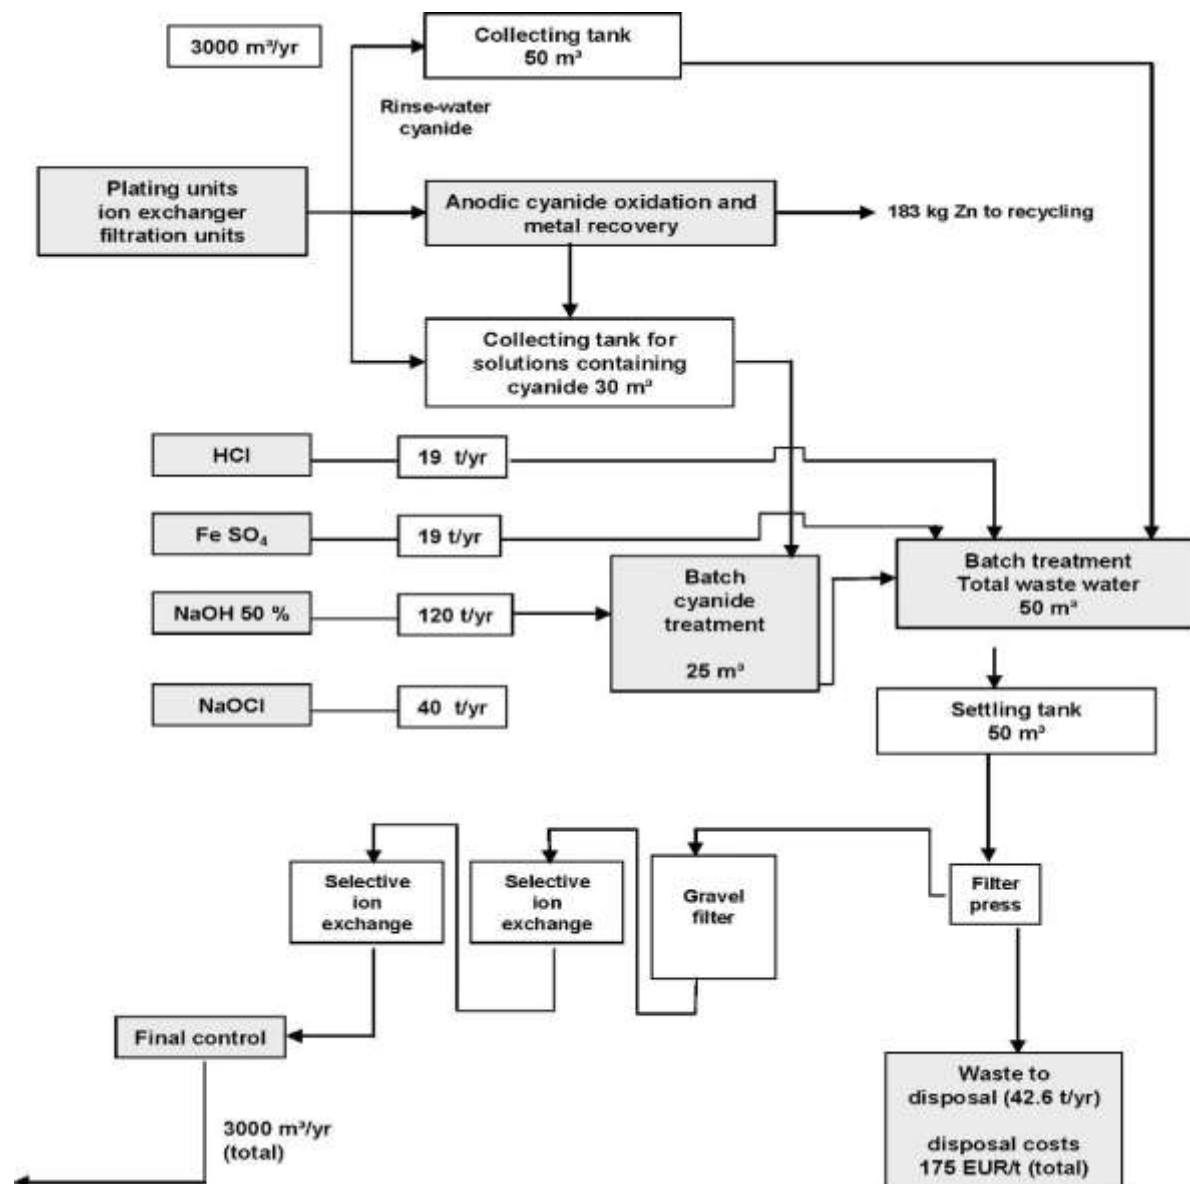 3000 m³/yr
Collecting tank
50 m³
Rinse-water
cyanide
Plating units
ion exchanger
filtration units
Anodic cyanide oxidation and
metal recovery
183 kg Zn to recycling
Collecting tank for
solutions containing
cyanide 30 m³
HCl
19 t/yr
Fe SO₄
19 t/yr
Batch treatment
Total waste water
50 m³
Batch
cyanide
treatment
25 m³
NaOH 50 %
120 t/yr
NaOCl
40 t/yr
Settling tank
50 m³
Selective
ion
exchange
Selective
ion
exchange
Gravel
filter
Filter
press
Final control
3000 m³/yr
(total)
Waste to
disposal (42.6 t/yr)
disposal costs
175 EUR/t (total)